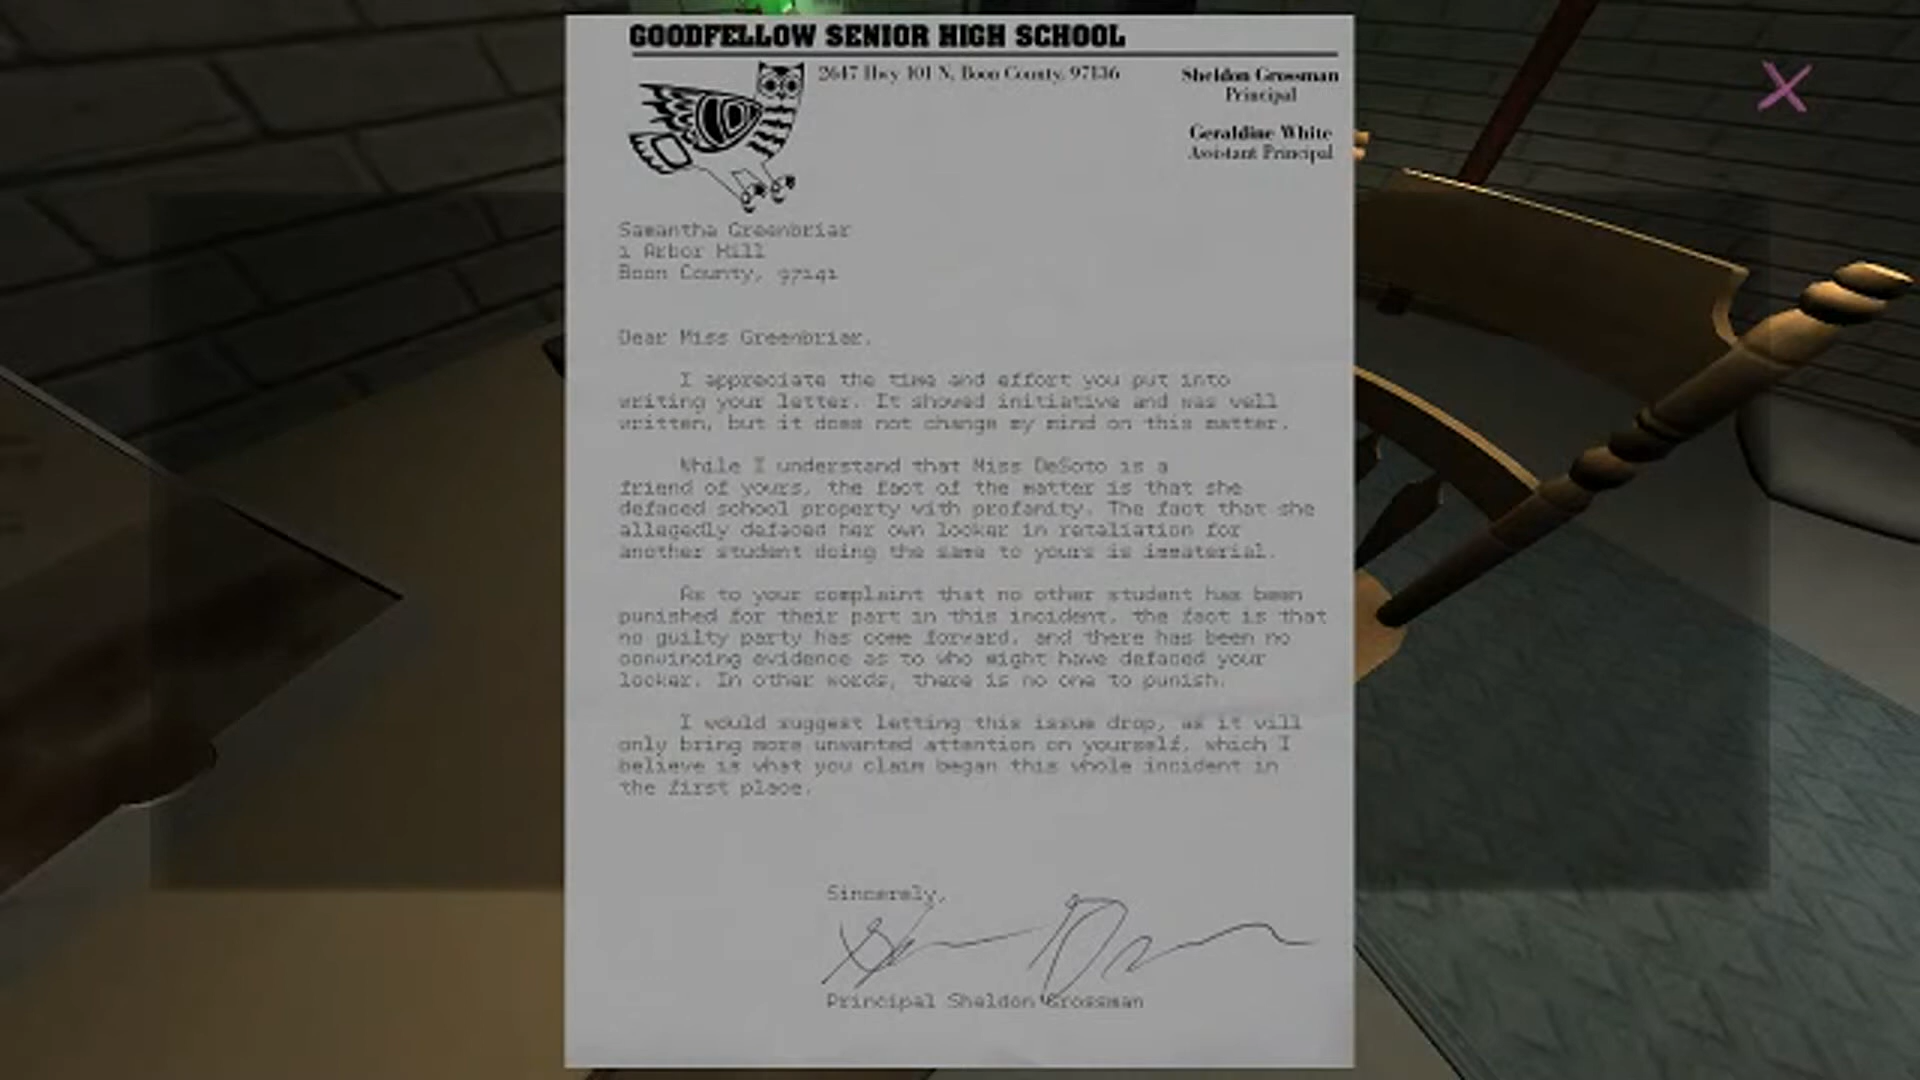 GOODFELLOW SENIOR HIGH SCHOOL
2647 Hwy 101 N, Boon County, 97136
Sheldon Grossman
Principal
Geraldine White
Assistant Principal
Samantha Greenbriar
1 Arbor Hill
Boon County, 97141
Dear Miss Greenbriar,
I appreciate the time and effort you put into
writing your letter. It showed initiative and was well
written, but it does not change my mind on this matter.
While I understand that Miss DeSoto is a
friend of yours, the fact of the matter is that she
defaced school property with profanity. The fact that she
allegedly defaced her own locker in retaliation for
another student doing the same to yours is immaterial.
As to your complaint that no other student has been
punished for their part in this incident, the fact is that
no guilty party has come forward, and there has been no
convincing evidence as to who might have defaced your
locker. In other words, there is no one to punish.
I would suggest letting this issue drop, as it will
only bring more unwanted attention on yourself, which I
believe is what you claim began this whole incident in
the first place.
Sincerely,
Principal Sheldon Grossman